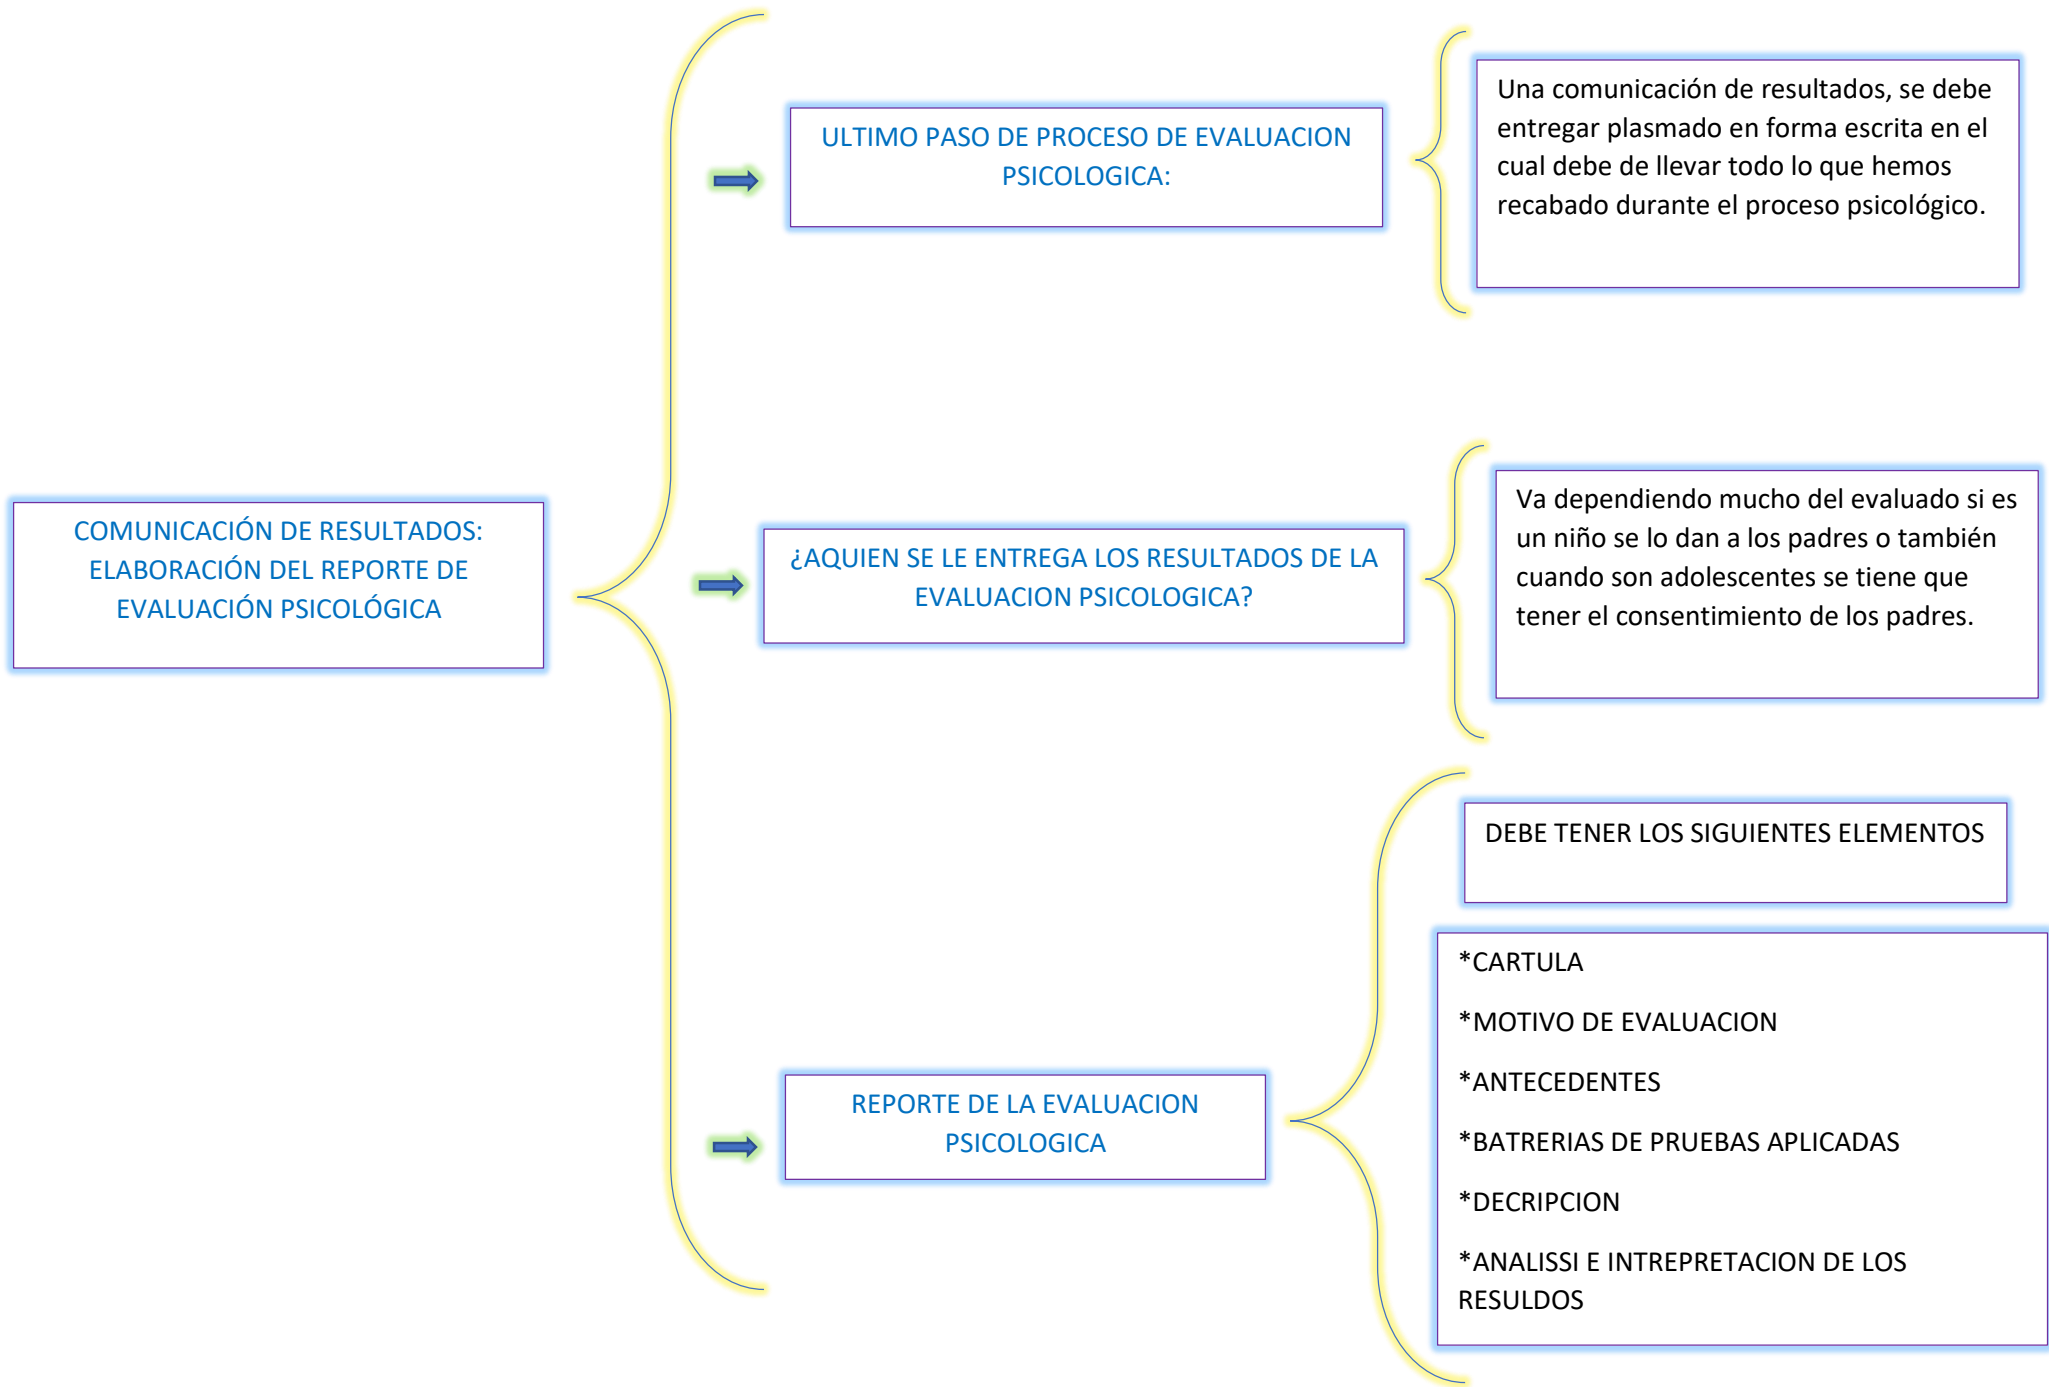 COMUNICACIÓN DE RESULTADOS:
ELABORACIÓN DEL REPORTE DE
EVALUACIÓN PSICOLÓGICA
ULTIMO PASO DE PROCESO DE EVALUACION
PSICOLOGICA:
Una comunicación de resultados, se debe
entregar plasmado en forma escrita en el
cual debe de llevar todo lo que hemos
recabado durante el proceso psicológico.
¿AQUIEN SE LE ENTREGA LOS RESULTADOS DE LA
EVALUACION PSICOLOGICA?
Va dependiendo mucho del evaluado si es
un niño se lo dan a los padres o también
cuando son adolescentes se tiene que
tener el consentimiento de los padres.
REPORTE DE LA EVALUACION
PSICOLOGICA
DEBE TENER LOS SIGUIENTES ELEMENTOS
*CARTULA
*MOTIVO DE EVALUACION
*ANTECEDENTES
*BATRERIAS DE PRUEBAS APLICADAS
*DECRIPCION
*ANALISSI E INTREPRETACION DE LOS
RESULDOS